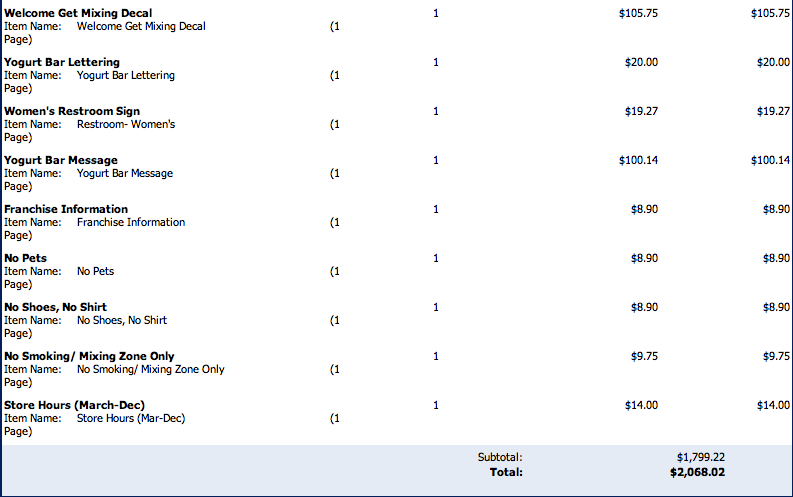 Welcome Get Mixing Decal 1 $105.75 $105.75
Item Name: Welcome Get Mixing Decal (1
Page)
Yogurt Bar Lettering 1 $20.00 $20.00
Item Name: Yogurt Bar Lettering (1
Page)
Women's Restroom Sign 1 $19.27 $19.27
Item Name: Restroom- Women's (1
Page)
Yogurt Bar Message 1 $100.14 $100.14
Item Name: Yogurt Bar Message (1
Page)
Franchise Information 1 $8.90 $8.90
Item Name: Franchise Information (1
Page)
No Pets 1 $8.90 $8.90
Item Name: No Pets (1
Page)
No Shoes, No Shirt 1 $8.90 $8.90
Item Name: No Shoes, No Shirt (1
Page)
No Smoking/ Mixing Zone Only 1 $9.75 $9.75
Item Name: No Smoking/ Mixing Zone Only (1
Page)
Store Hours (March-Dec) 1 $14.00 $14.00
Item Name: Store Hours (Mar-Dec) (1
Page)
Subtotal: $1,799.22
Total: $2,068.02